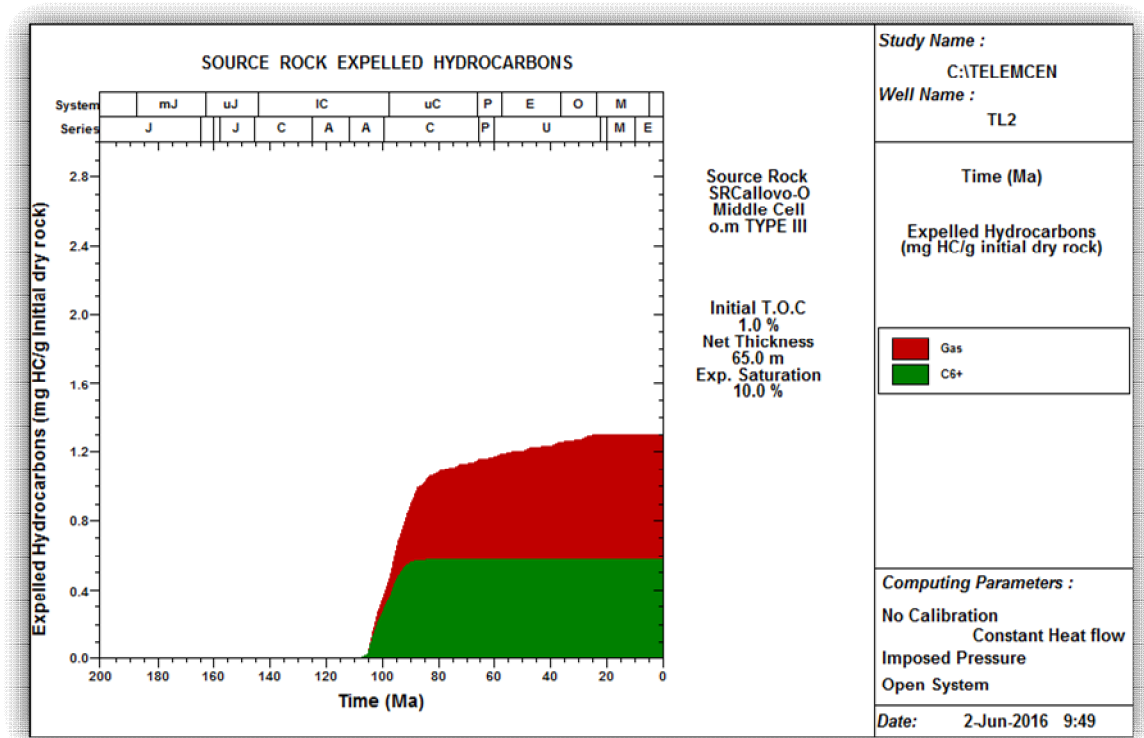 SOURCE ROCK EXPELLED HYDROCARBONS
System mJ uJ lC uC P E O M
Series J J C A A C P U M E
Expelled Hydrocarbons (mg HC/g initial dry rock)
2.8
2.4
2.0
1.6
1.2
0.8
0.4
0.0
200 180 160 140 120 100 80 60 40 20 0
Time (Ma)
Source Rock
SRCallovo-O
Middle Cell
o.m TYPE III
Initial T.O.C
1.0 %
Net Thickness
65.0 m
Exp. Saturation
10.0 %
Study Name :
C:\TELEMCEN
Well Name :
TL2
Time (Ma)
Expelled Hydrocarbons
(mg HC/g initial dry rock)
Gas
C6+
Computing Parameters :
No Calibration
Constant Heat flow
Imposed Pressure
Open System
Date: 2-Jun-2016 9:49